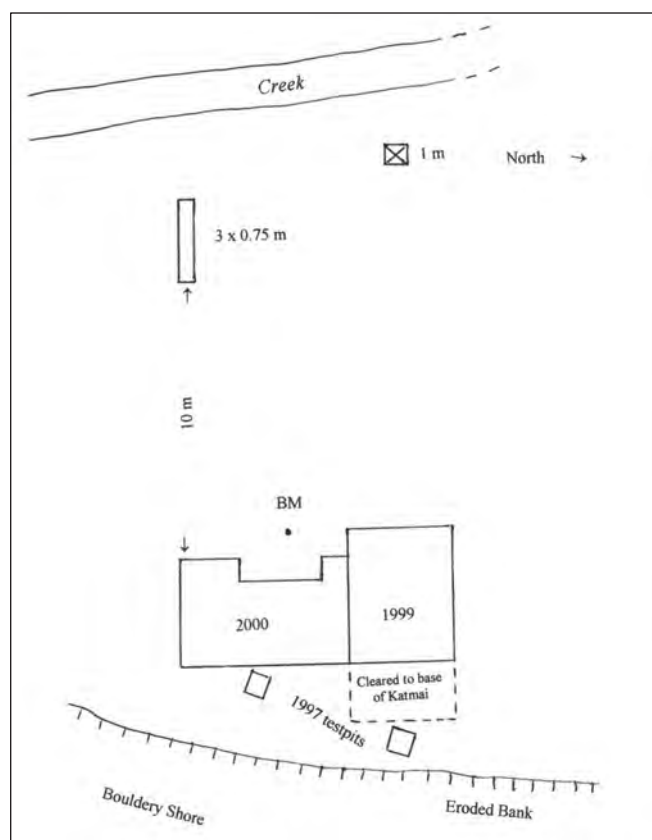 Creek
1 m
North →
3 x 0.75 m
10 m
BM
2000
1999
Cleared to base
of Katmai
1997 testpits
Bouldery Shore
Eroded Bank